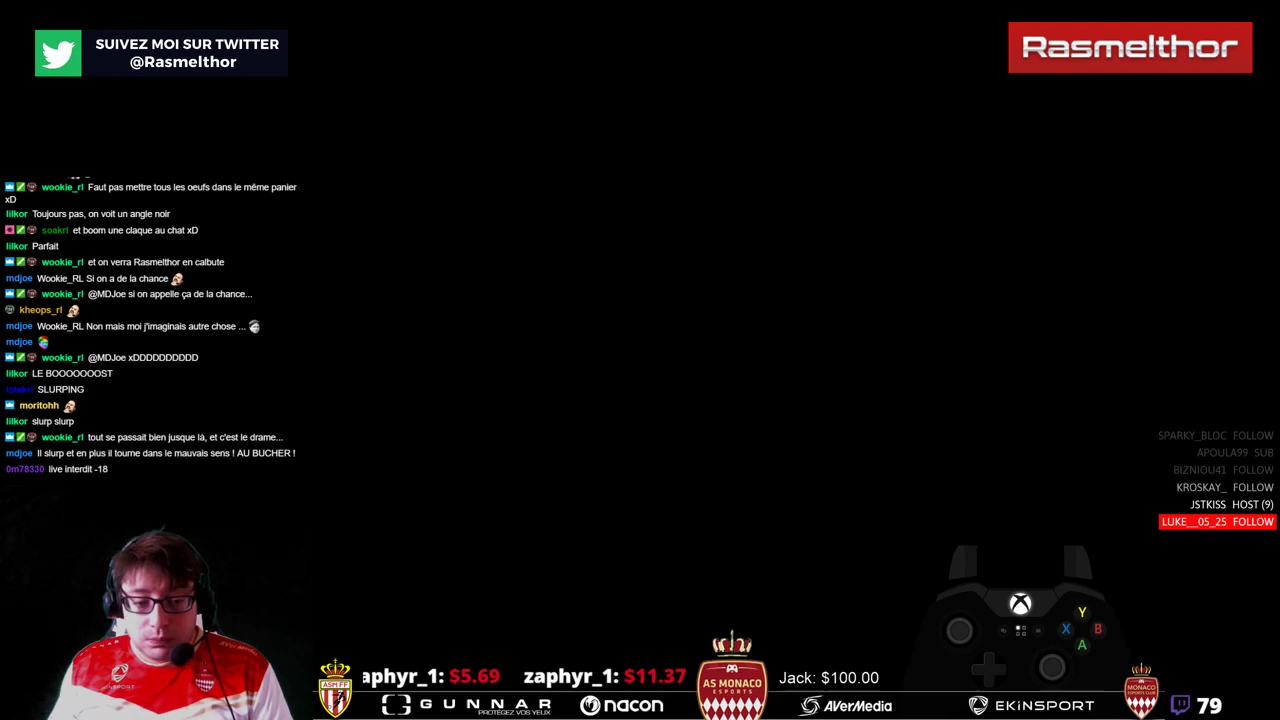 SUIVEZ MOI SUR TWITTER
@Rasmelthor
Rasmelthor
wookie_rl Faut pas mettre tous les oeufs dans le même panier
xD
lilkor Toujours pas, on voit un angle noir
soakrl et boom une claque au chat xD
lilkor Parfait
wookie_rl et on verra Rasmelthor en calbute
mdjoe Wookie_RL Si on a de la chance
wookie_rl @MDJoe si on appelle ça de la chance...
kheops_rl
mdjoe Wookie_RL Non mais moi j'imaginais autre chose ...
mdjoe
wookie_rl @MDJoe xDDDDDDDDDD
lilkor LE BOOOOOOOST
SLURPING
moritohh
lilkor slurp slurp
wookie_rl tout se passait bien jusque là, et c'est le drame...
mdjoe Il slurp et en plus il tourne dans le mauvais sens ! AU BUCHER !
0m78330 live interdit -18
SPARKY_BLOC FOLLOW
APOULA99 SUB
BIZNIOU41 FOLLOW
KROSKAY_ FOLLOW
JSTKISS HOST (9)
LUKE__05_25 FOLLOW
Y
X B
A
aphyr_1: $5.69 zaphyr_1: $11.37
Jack: $100.00
ASM FF
AS MONACO
ESPORTS
MONACO
GUNNAR
PROTÉGEZ VOS YEUX
nacon
AVerMedia
EKINSPORT
79